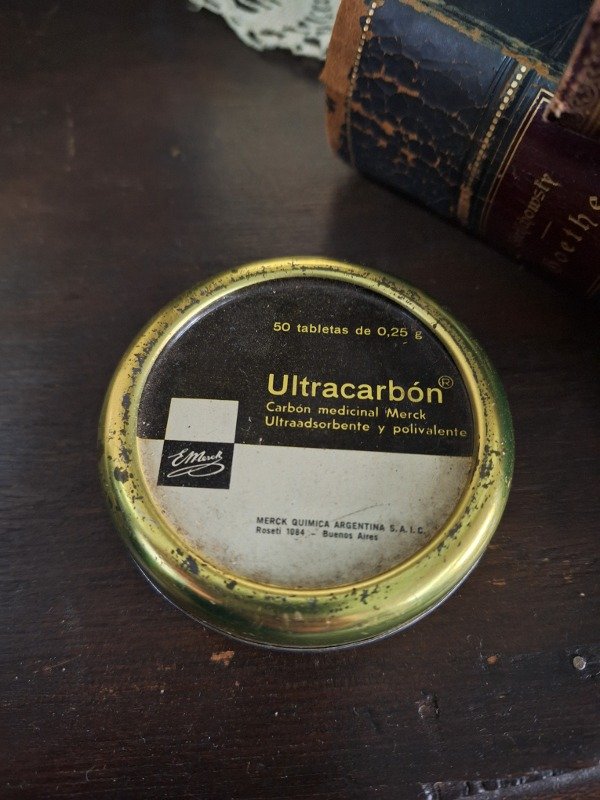 Goethe
50 tabletas de 0,25 g
Ultracarbón®
Carbón medicinal Merck
Ultraadsorbente y polivalente
E. Merck
MERCK QUIMICA ARGENTINA S.A.I.C.
Roseti 1084 - Buenos Aires